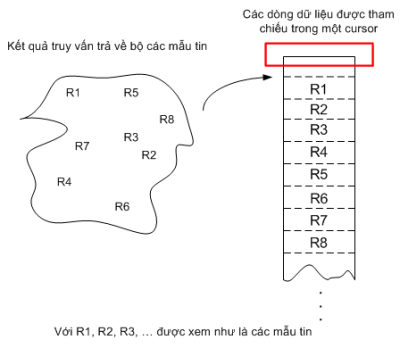 Các dòng dữ liệu được tham
chiếu trong một cursor
Kết quả truy vấn trả về bộ các mẫu tin
R1
R5
R8
R3
R7
R2
R4
R6
R1
R2
R3
R4
R5
R6
R7
R8
Với R1, R2, R3, … được xem như là các mẫu tin